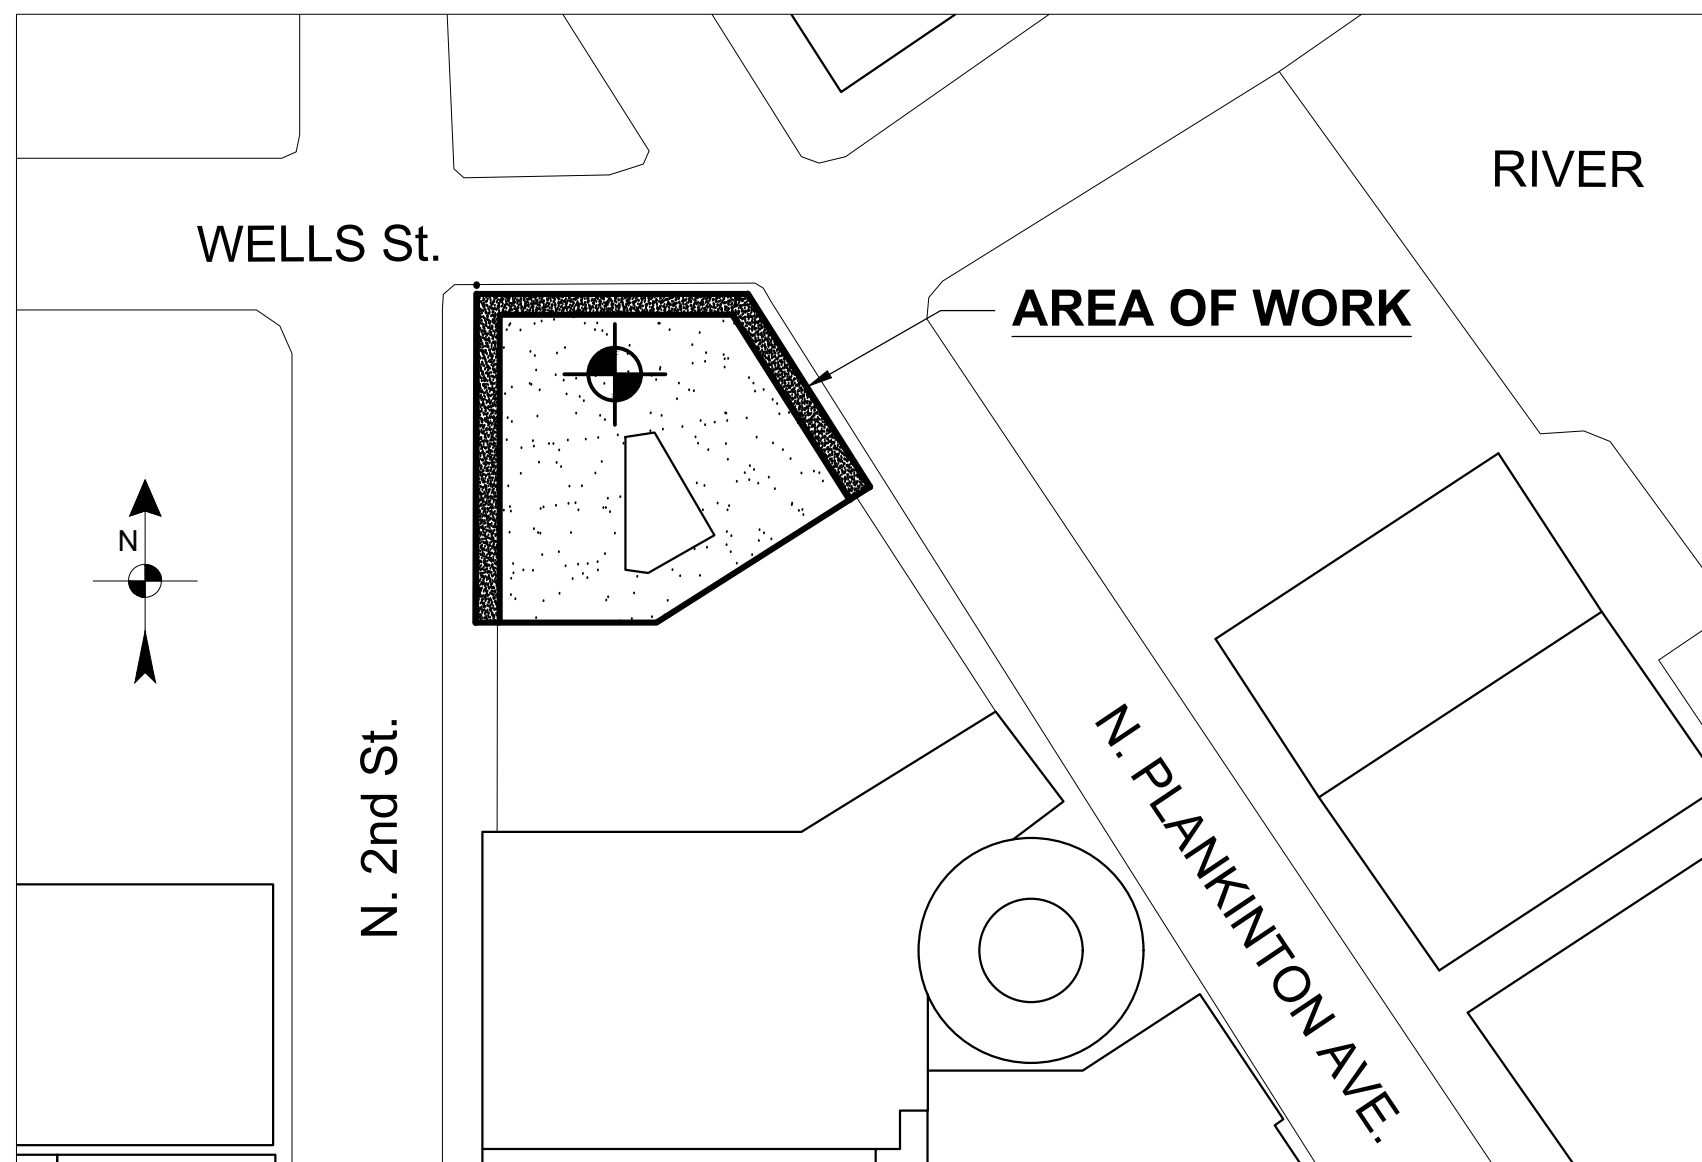 RIVER
WELLS St.
AREA OF WORK
N
N. 2nd St.
N. PLANKINTON AVE.